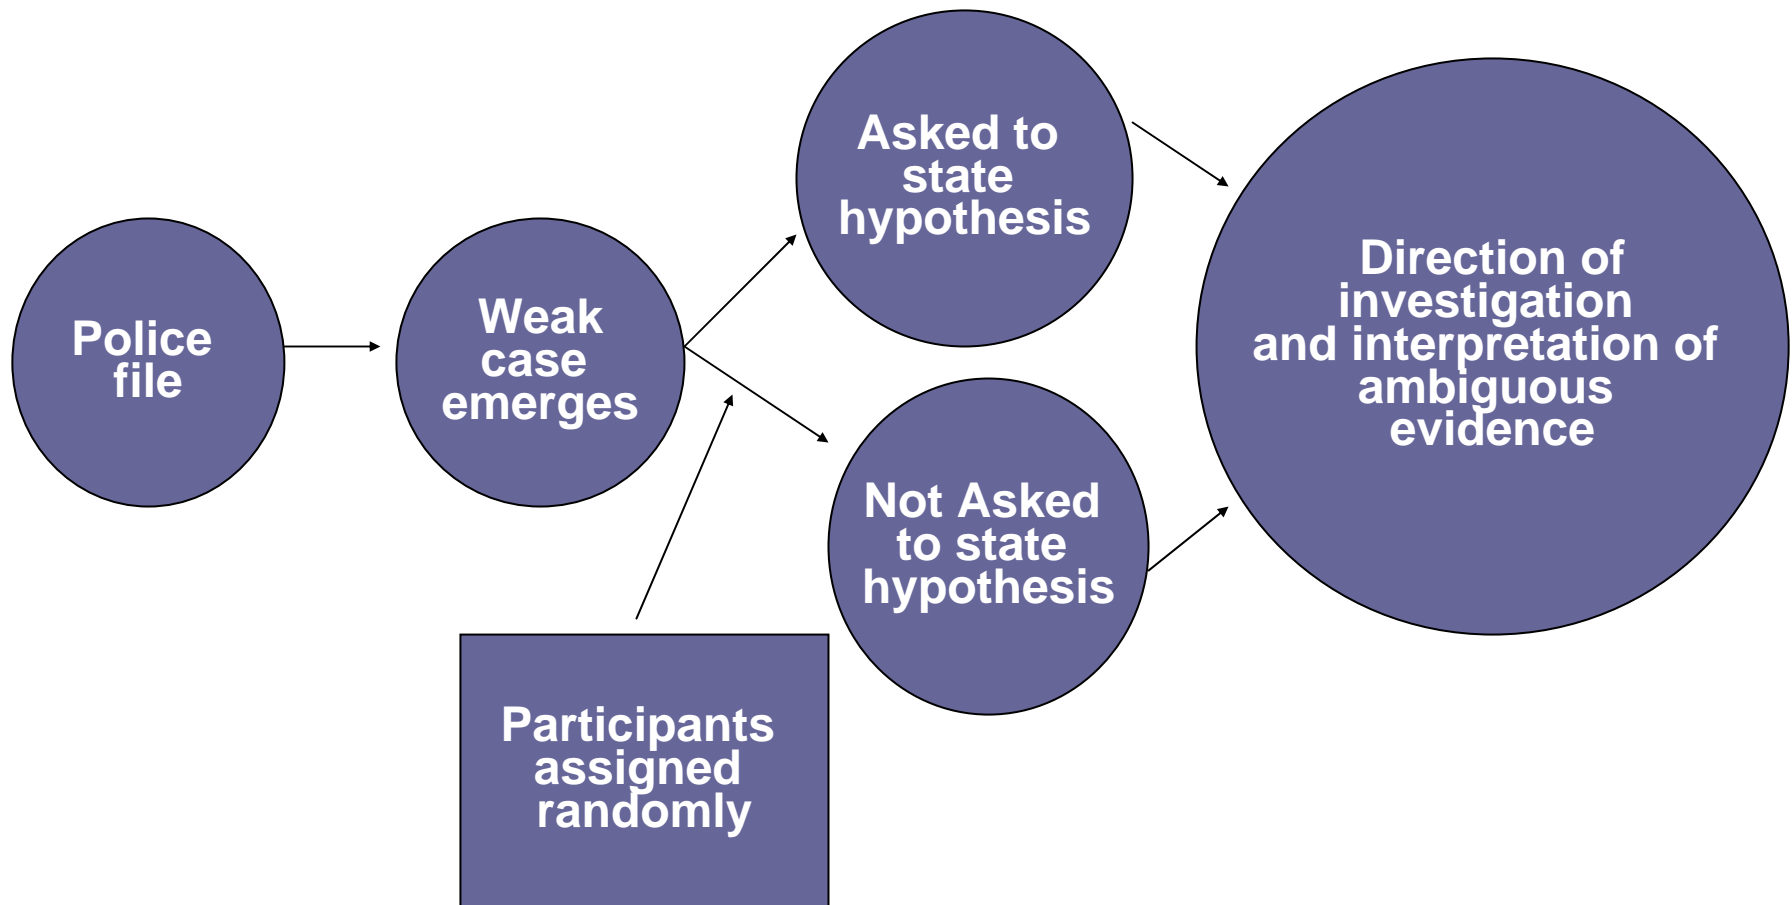 Police
file
Weak
case
emerges
Asked to
state
hypothesis
Not Asked
to state
hypothesis
Participants
assigned
randomly
Direction of
investigation
and interpretation of
ambiguous
evidence